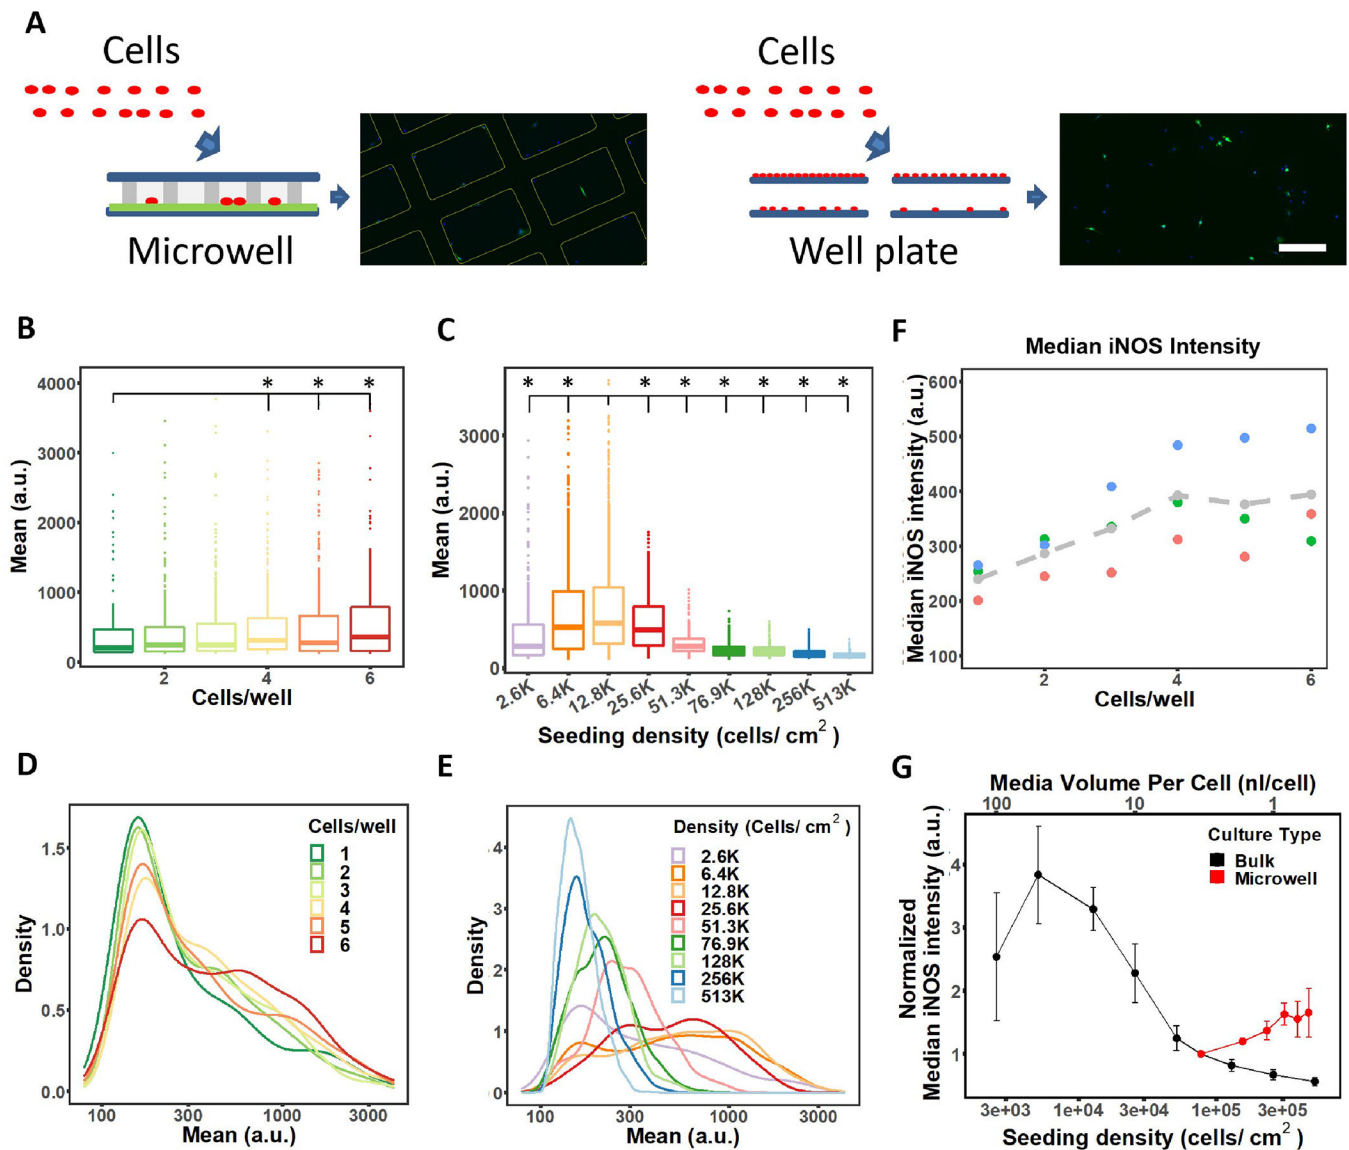 A
Cells
Cells
Microwell
Well plate
B
Mean (a.u.)
4000
3000
2000
1000
0
* * *
2 4 6
Cells/well
C
Mean (a.u.)
3000
2000
1000
0
* * * * * * * *
2.6K 6.4K 12.8K 25.6K 51.3K 76.9K 128K 256K 513K
Seeding density (cells/ cm²)
F
Median iNOS Intensity
Median iNOS intensity (a.u.)
600
500
400
300
200
100
2 4 6
Cells/well
D
Density
1.5
1.0
0.5
0.0
Cells/well
1
2
3
4
5
6
100 300 1000 3000
Mean (a.u.)
E
Density
4
3
2
1
0
Density (Cells/ cm²)
2.6K
6.4K
12.8K
25.6K
51.3K
76.9K
128K
256K
513K
100 300 1000 3000
Mean (a.u.)
G
Media Volume Per Cell (nl/cell)
100 10 1
Normalized
Median iNOS intensity (a.u.)
4
3
2
1
Culture Type
Bulk
Microwell
3e+03 1e+04 3e+04 1e+05 3e+05
Seeding density (cells/ cm²)